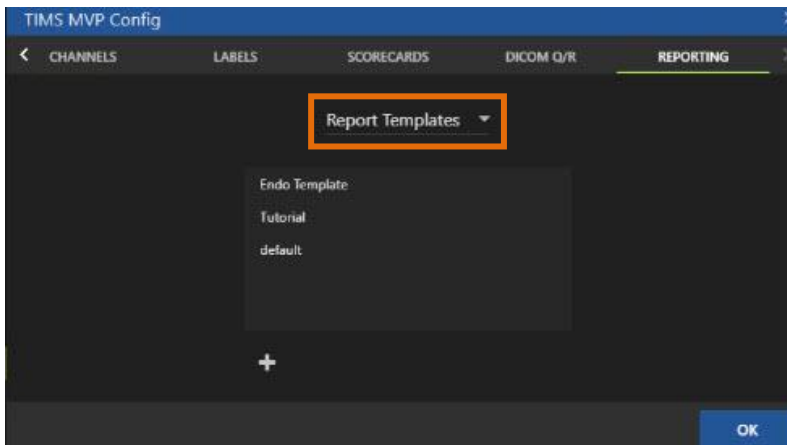 TIMS MVP Config
CHANNELS LABELS SCORECARDS DICOM Q/R REPORTING
Report Templates
Endo Template
Tutorial
default
OK